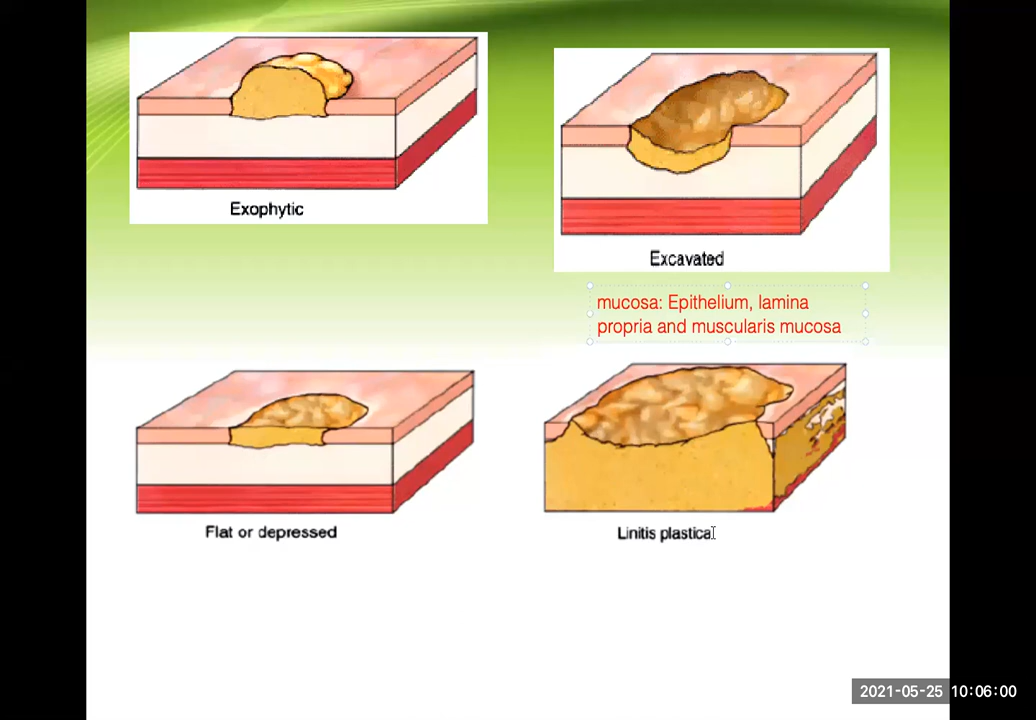 Exophytic
Excavated
mucosa: Epithelium, lamina
propria and muscularis mucosa
Flat or depressed
Linitis plastica
2021-05-25 10:06:00